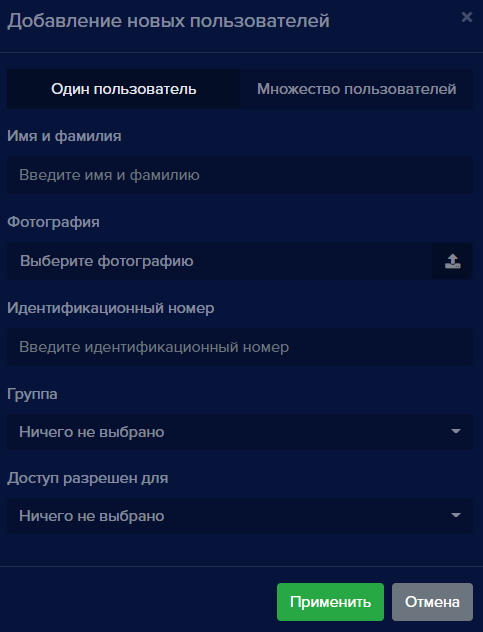 Добавление новых пользователей
Один пользователь
Множество пользователей
Имя и фамилия
Введите имя и фамилию
Фотография
Выберите фотографию
Идентификационный номер
Введите идентификационный номер
Группа
Ничего не выбрано
Доступ разрешен для
Ничего не выбрано
Применить
Отмена